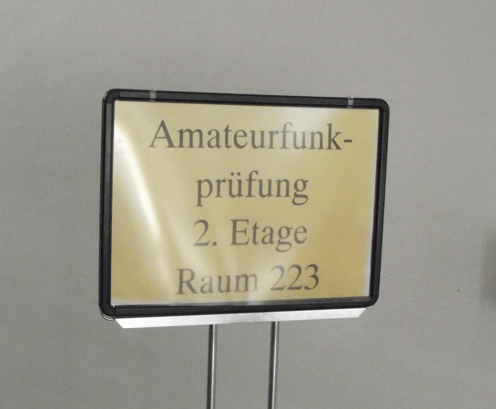 Amateurfunk-
prüfung
2. Etage
Raum 223